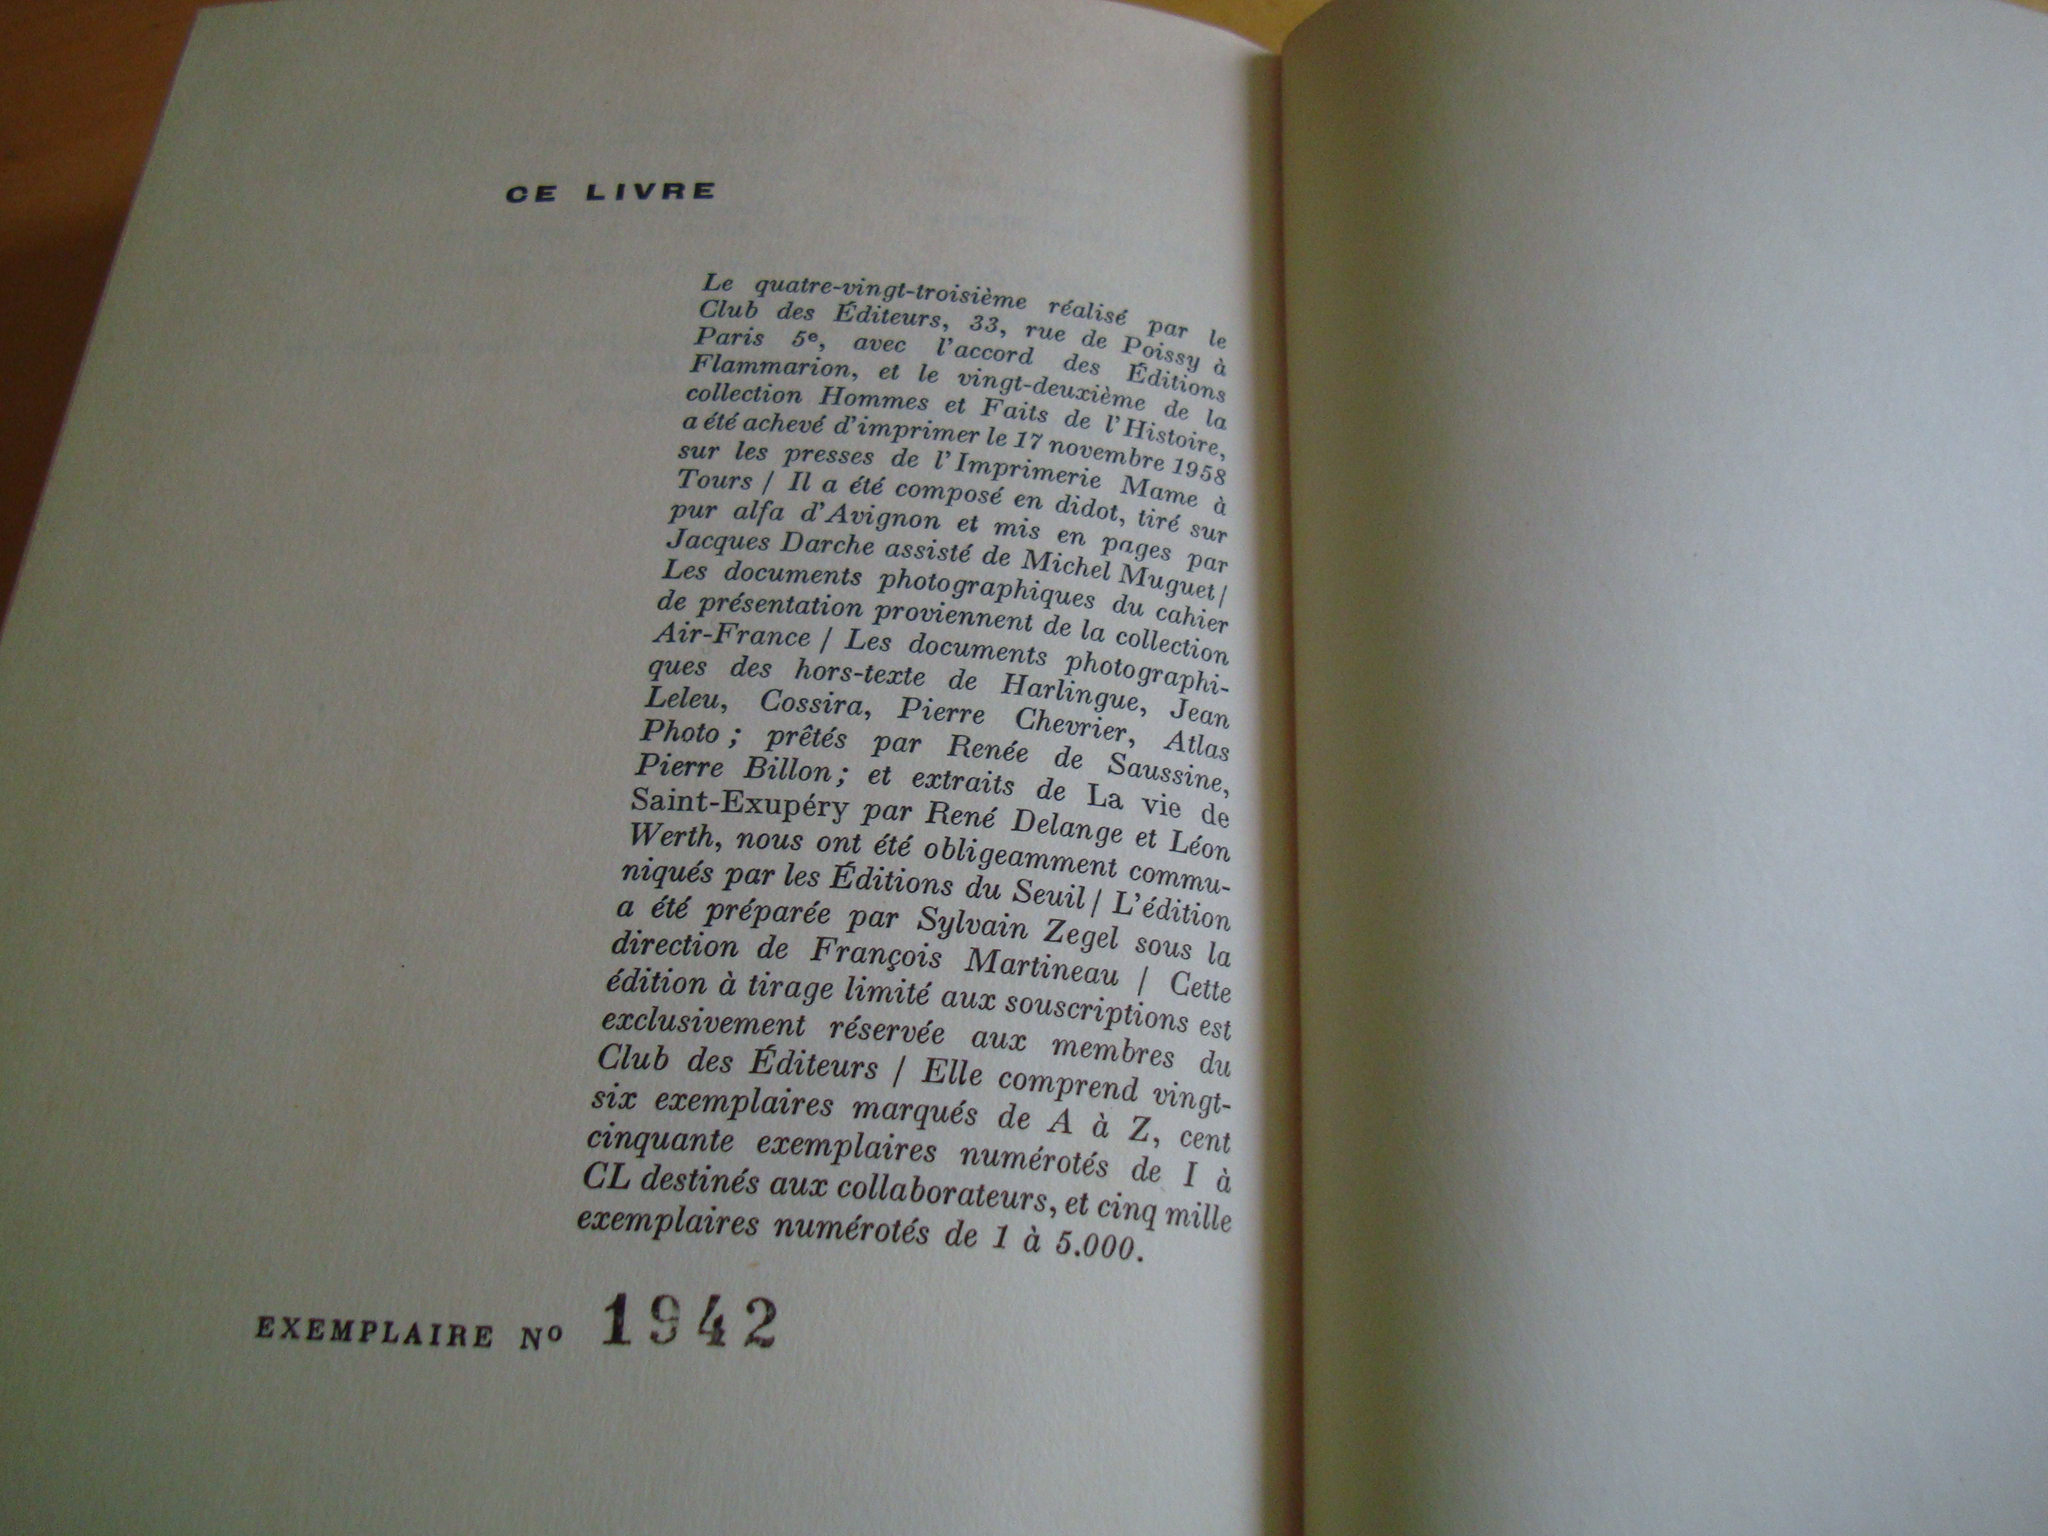 CE LIVRE
Le quatre-vingt-troisième réalisé par le
Club des Éditeurs, 33, rue de Poissy à
Paris 5e, avec l'accord des Éditions
Flammarion, et le vingt-deuxième de la
collection Hommes et Faits de l'Histoire,
a été achevé d'imprimer le 17 novembre 1958
sur les presses de l'Imprimerie Mame à
Tours / Il a été composé en didot, tiré sur
pur alfa d'Avignon et mis en pages par
Jacques Darche assisté de Michel Muguet /
Les documents photographiques du cahier
de présentation proviennent de la collection
Air-France / Les documents photographi-
ques des hors-texte de Harlingue, Jean
Leleu, Cossira, Pierre Chevrier, Atlas
Photo ; prêtés par Renée de Saussine,
Pierre Billon ; et extraits de La vie de
Saint-Exupéry par René Delange et Léon
Werth, nous ont été obligeamment commu-
niqués par les Éditions du Seuil / L'édition
a été préparée par Sylvain Zegel sous la
direction de François Martineau / Cette
édition à tirage limité aux souscriptions est
exclusivement réservée aux membres du
Club des Éditeurs / Elle comprend vingt-
six exemplaires marqués de A à Z, cent
cinquante exemplaires numérotés de I à
CL destinés aux collaborateurs, et cinq mille
exemplaires numérotés de 1 à 5.000.
EXEMPLAIRE No 1942